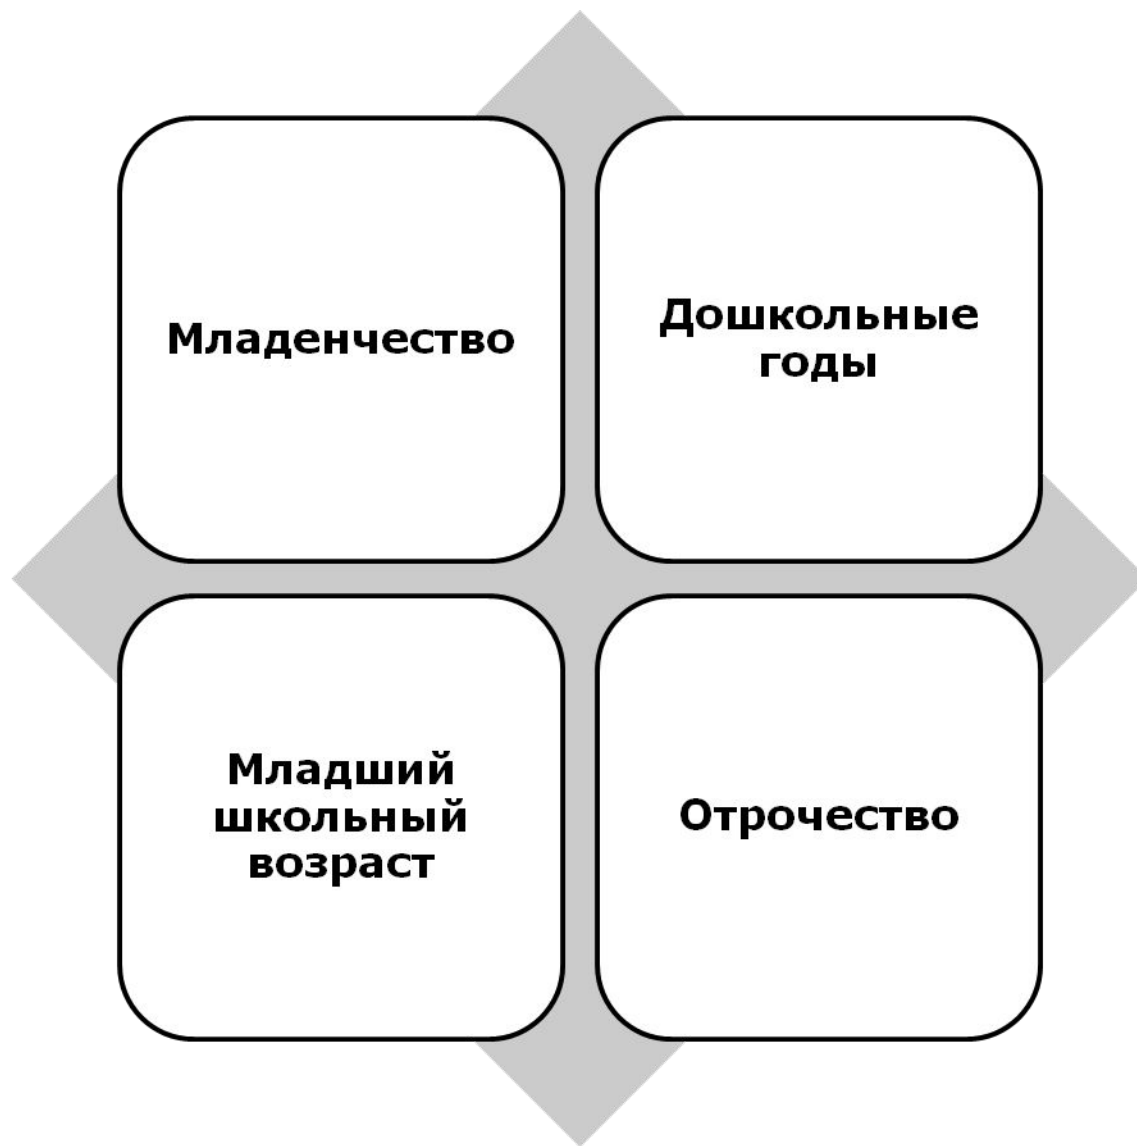 Младенчество
Дошкольные
годы
Младший
школьный
возраст
Отрочество